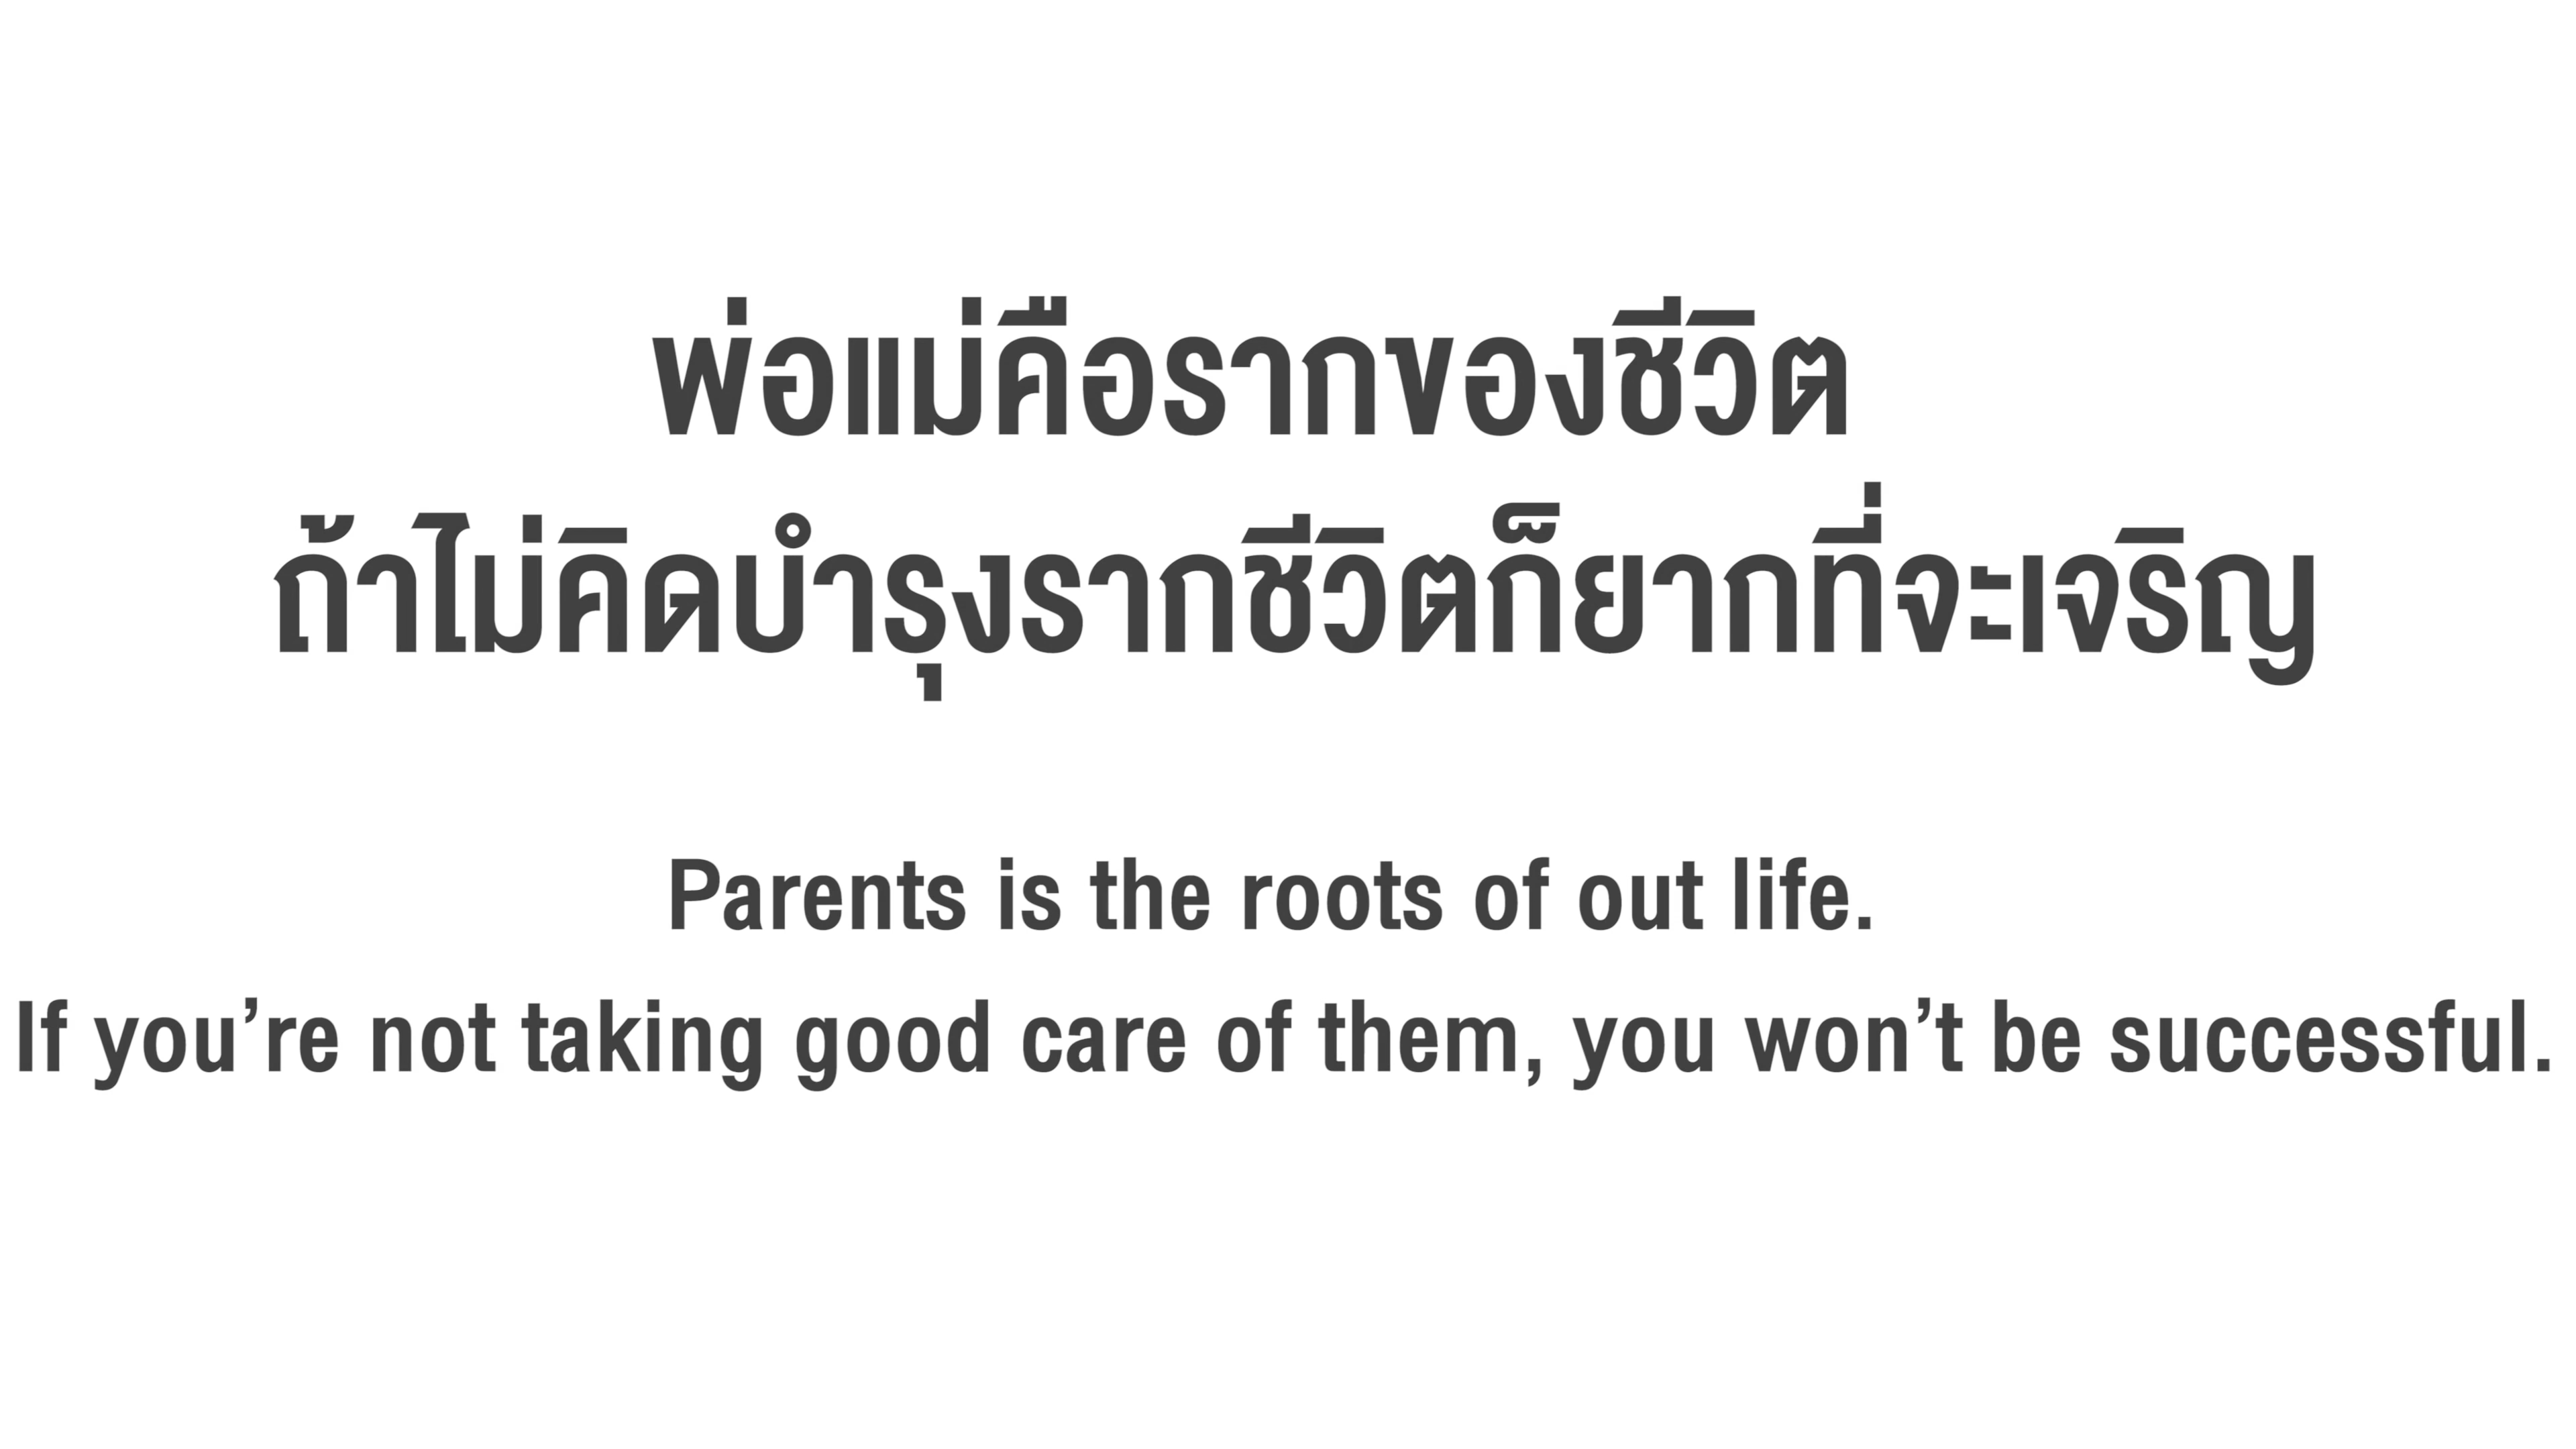 พ่อแม่คือรากของชีวิต
ถ้าไม่คิดบำรุงรากชีวิตก็ยากที่จะเจริญ
Parents is the roots of out life.
If you’re not taking good care of them, you won’t be successful.